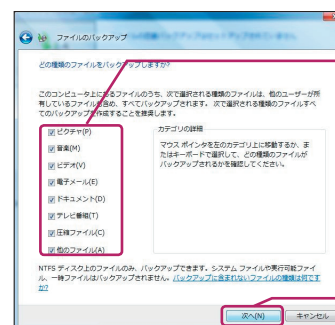 ファイルのバックアップ
どの種類のファイルをバックアップしますか?
このコンピュータ上にあるファイルのうち、次で選択される種類のファイルは、他のユーザーが所
有しているファイルも含め、すべてバックアップされます。 次で選択される種類のファイルすべ
てのバックアップを作成することを推奨します。
ピクチャ(P)
音楽(M)
ビデオ(V)
電子メール(E)
ドキュメント(D)
テレビ番組(T)
圧縮ファイル(C)
他のファイル(A)
カテゴリの詳細
マウス ポインタを左のカテゴリ上に移動するか、ま
たはキーボードで選択して、どの種類のファイルが
バックアップされるかを確認してください。
NTFS ディスク上のファイルのみ、バックアップできます。システム ファイルや実行可能ファイ
ル、一時ファイルはバックアップされません。バックアップに含まれないファイルの種類は何です
か?
次へ(N)
キャンセル